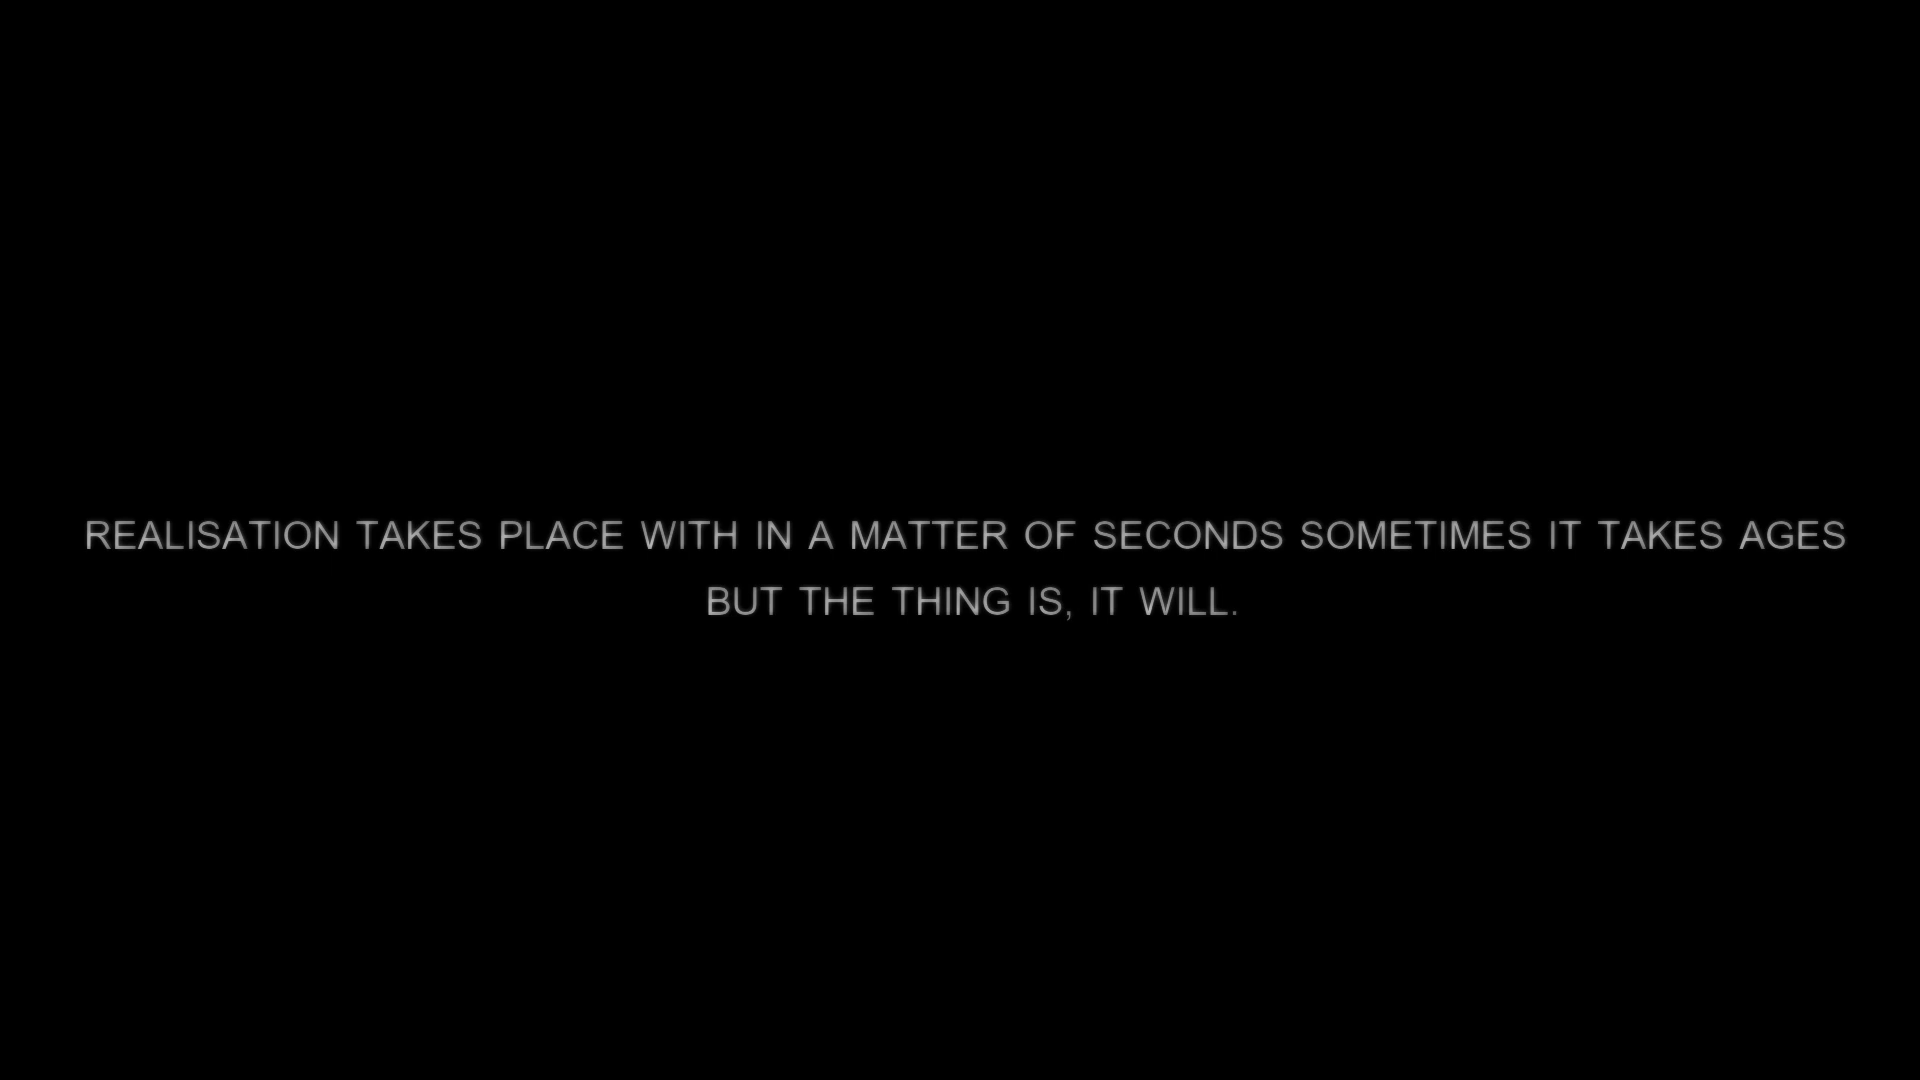 REALISATION TAKES PLACE WITH IN A MATTER OF SECONDS SOMETIMES IT TAKES AGES
BUT THE THING IS, IT WILL.